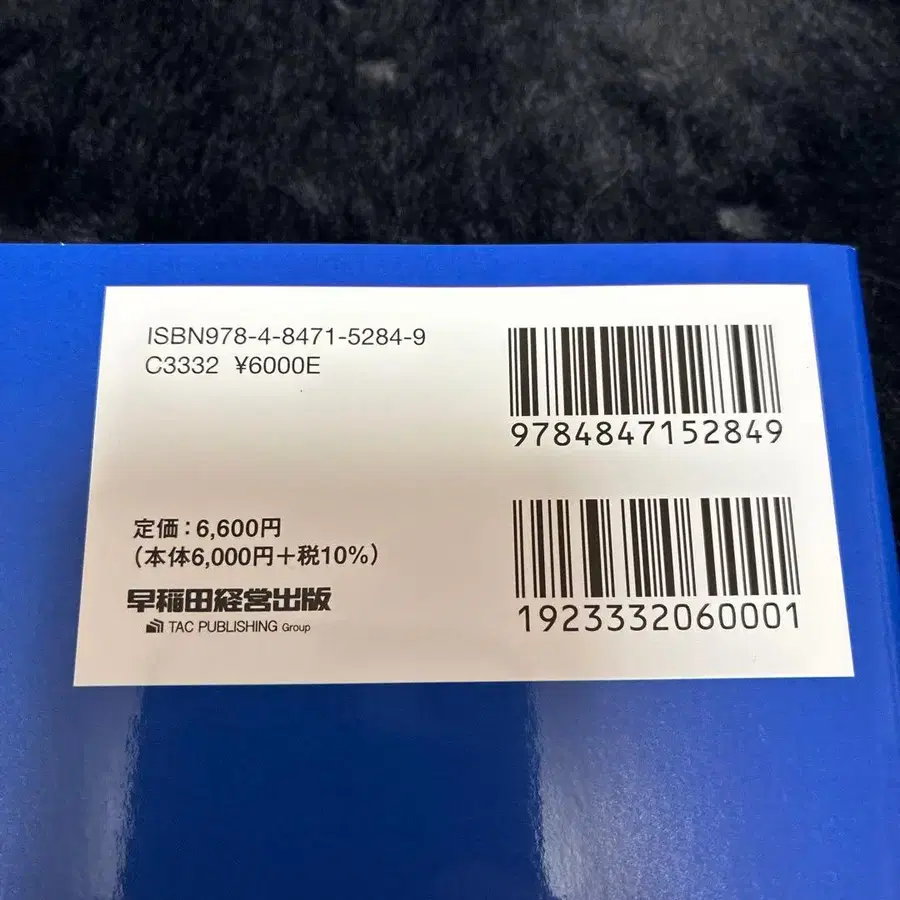 ISBN978-4-8471-5284-9
C3332 ¥6000E
9784847152849
定価：6,600円
（本体6,000円＋税10%）
早稲田経営出版
TAC PUBLISHING Group
1923332060001